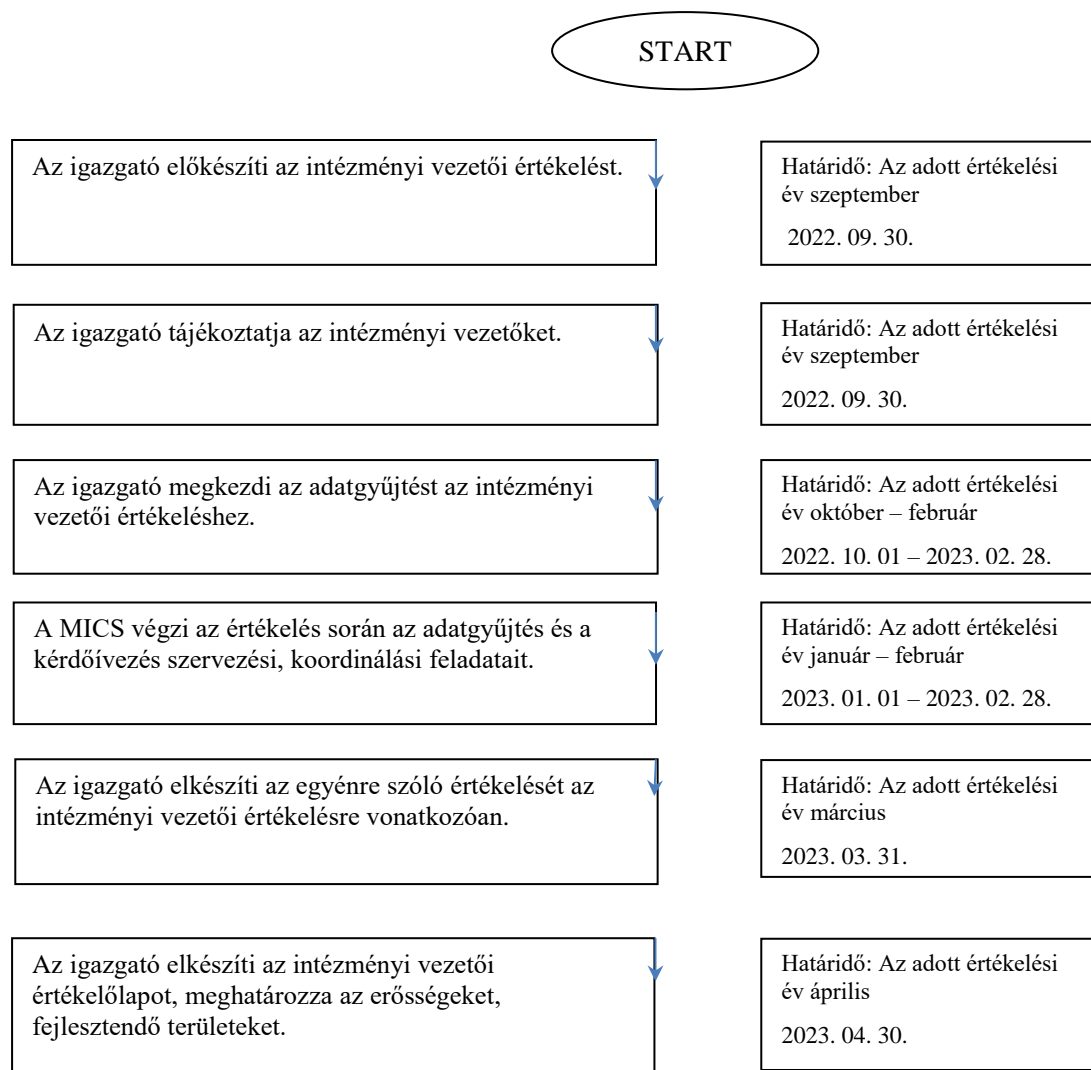 START
Az igazgató előkészíti az intézményi vezetői értékelést.
Határidő: Az adott értékelési
év szeptember
2022. 09. 30.
Az igazgató tájékoztatja az intézményi vezetőket.
Határidő: Az adott értékelési
év szeptember
2022. 09. 30.
Az igazgató megkezdi az adatgyűjtést az intézményi
vezetői értékeléshez.
Határidő: Az adott értékelési
év október – február
2022. 10. 01 – 2023. 02. 28.
A MICS végzi az értékelés során az adatgyűjtés és a
kérdőívezés szervezési, koordinálási feladatait.
Határidő: Az adott értékelési
év január – február
2023. 01. 01 – 2023. 02. 28.
Az igazgató elkészíti az egyénre szóló értékelését az
intézményi vezetői értékelésre vonatkozóan.
Határidő: Az adott értékelési
év március
2023. 03. 31.
Az igazgató elkészíti az intézményi vezetői
értékelőlapot, meghatározza az erősségeket,
fejlesztendő területeket.
Határidő: Az adott értékelési
év április
2023. 04. 30.